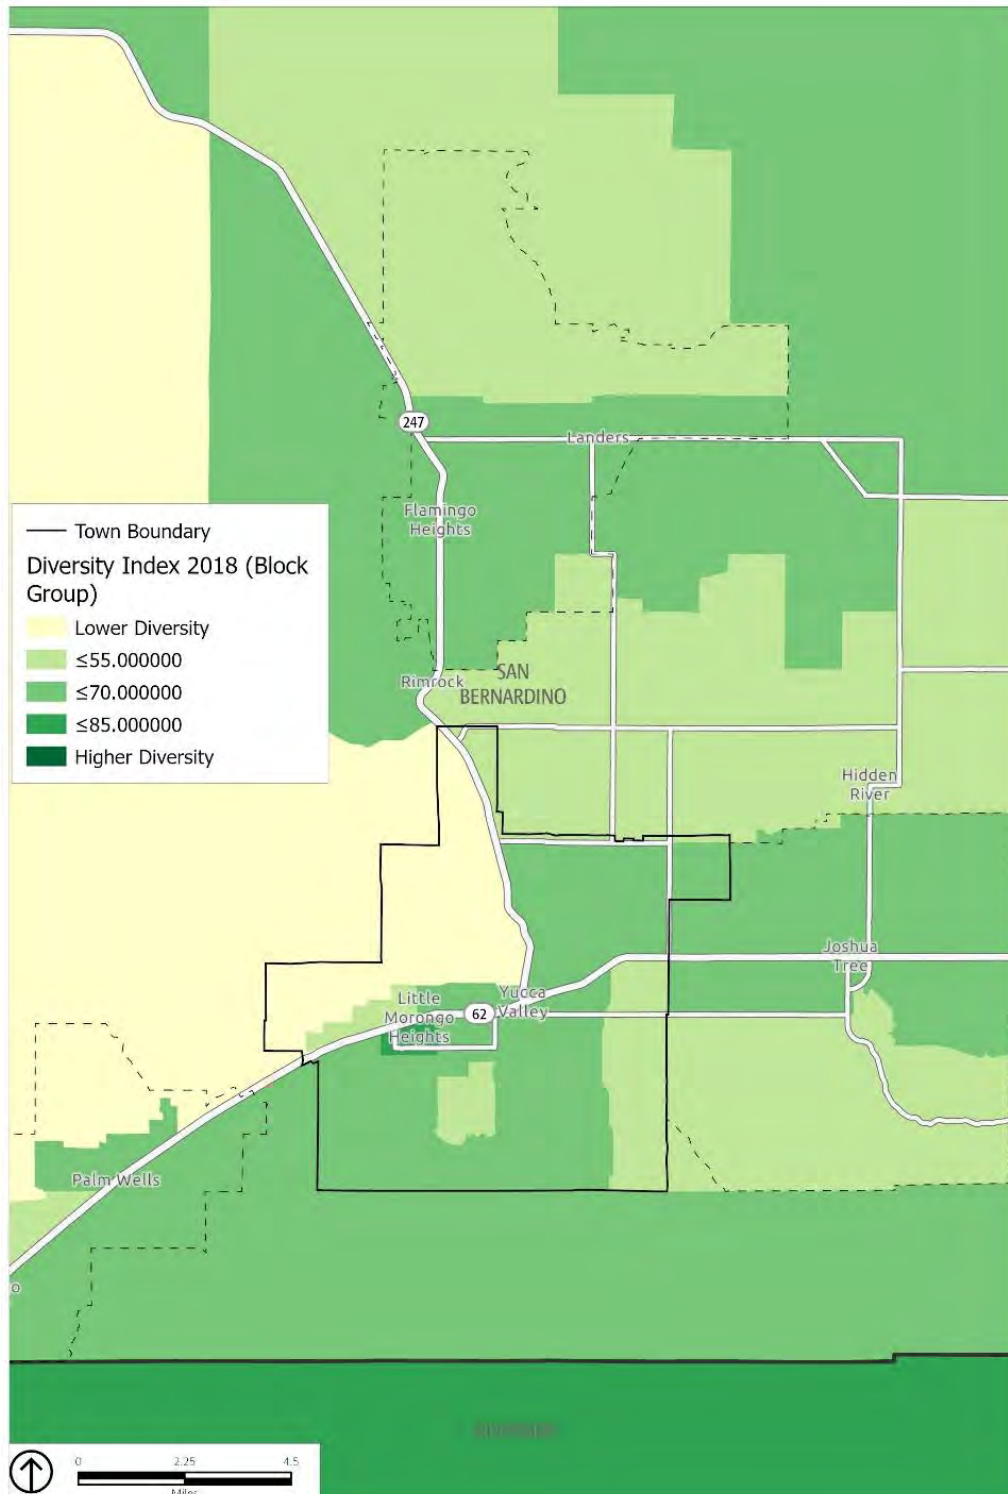 247
Landers
Flamingo
Heights
Town Boundary
Diversity Index 2018 (Block
Group)
Lower Diversity
≤55.000000
≤70.000000
≤85.000000
Higher Diversity
Rimrock
SAN
BERNARDINO
Hidden
River
Joshua
Tree
Little
Morongo
Heights
62
Yucca
Valley
Palm Wells
o
0 2.25 4.5
Miles